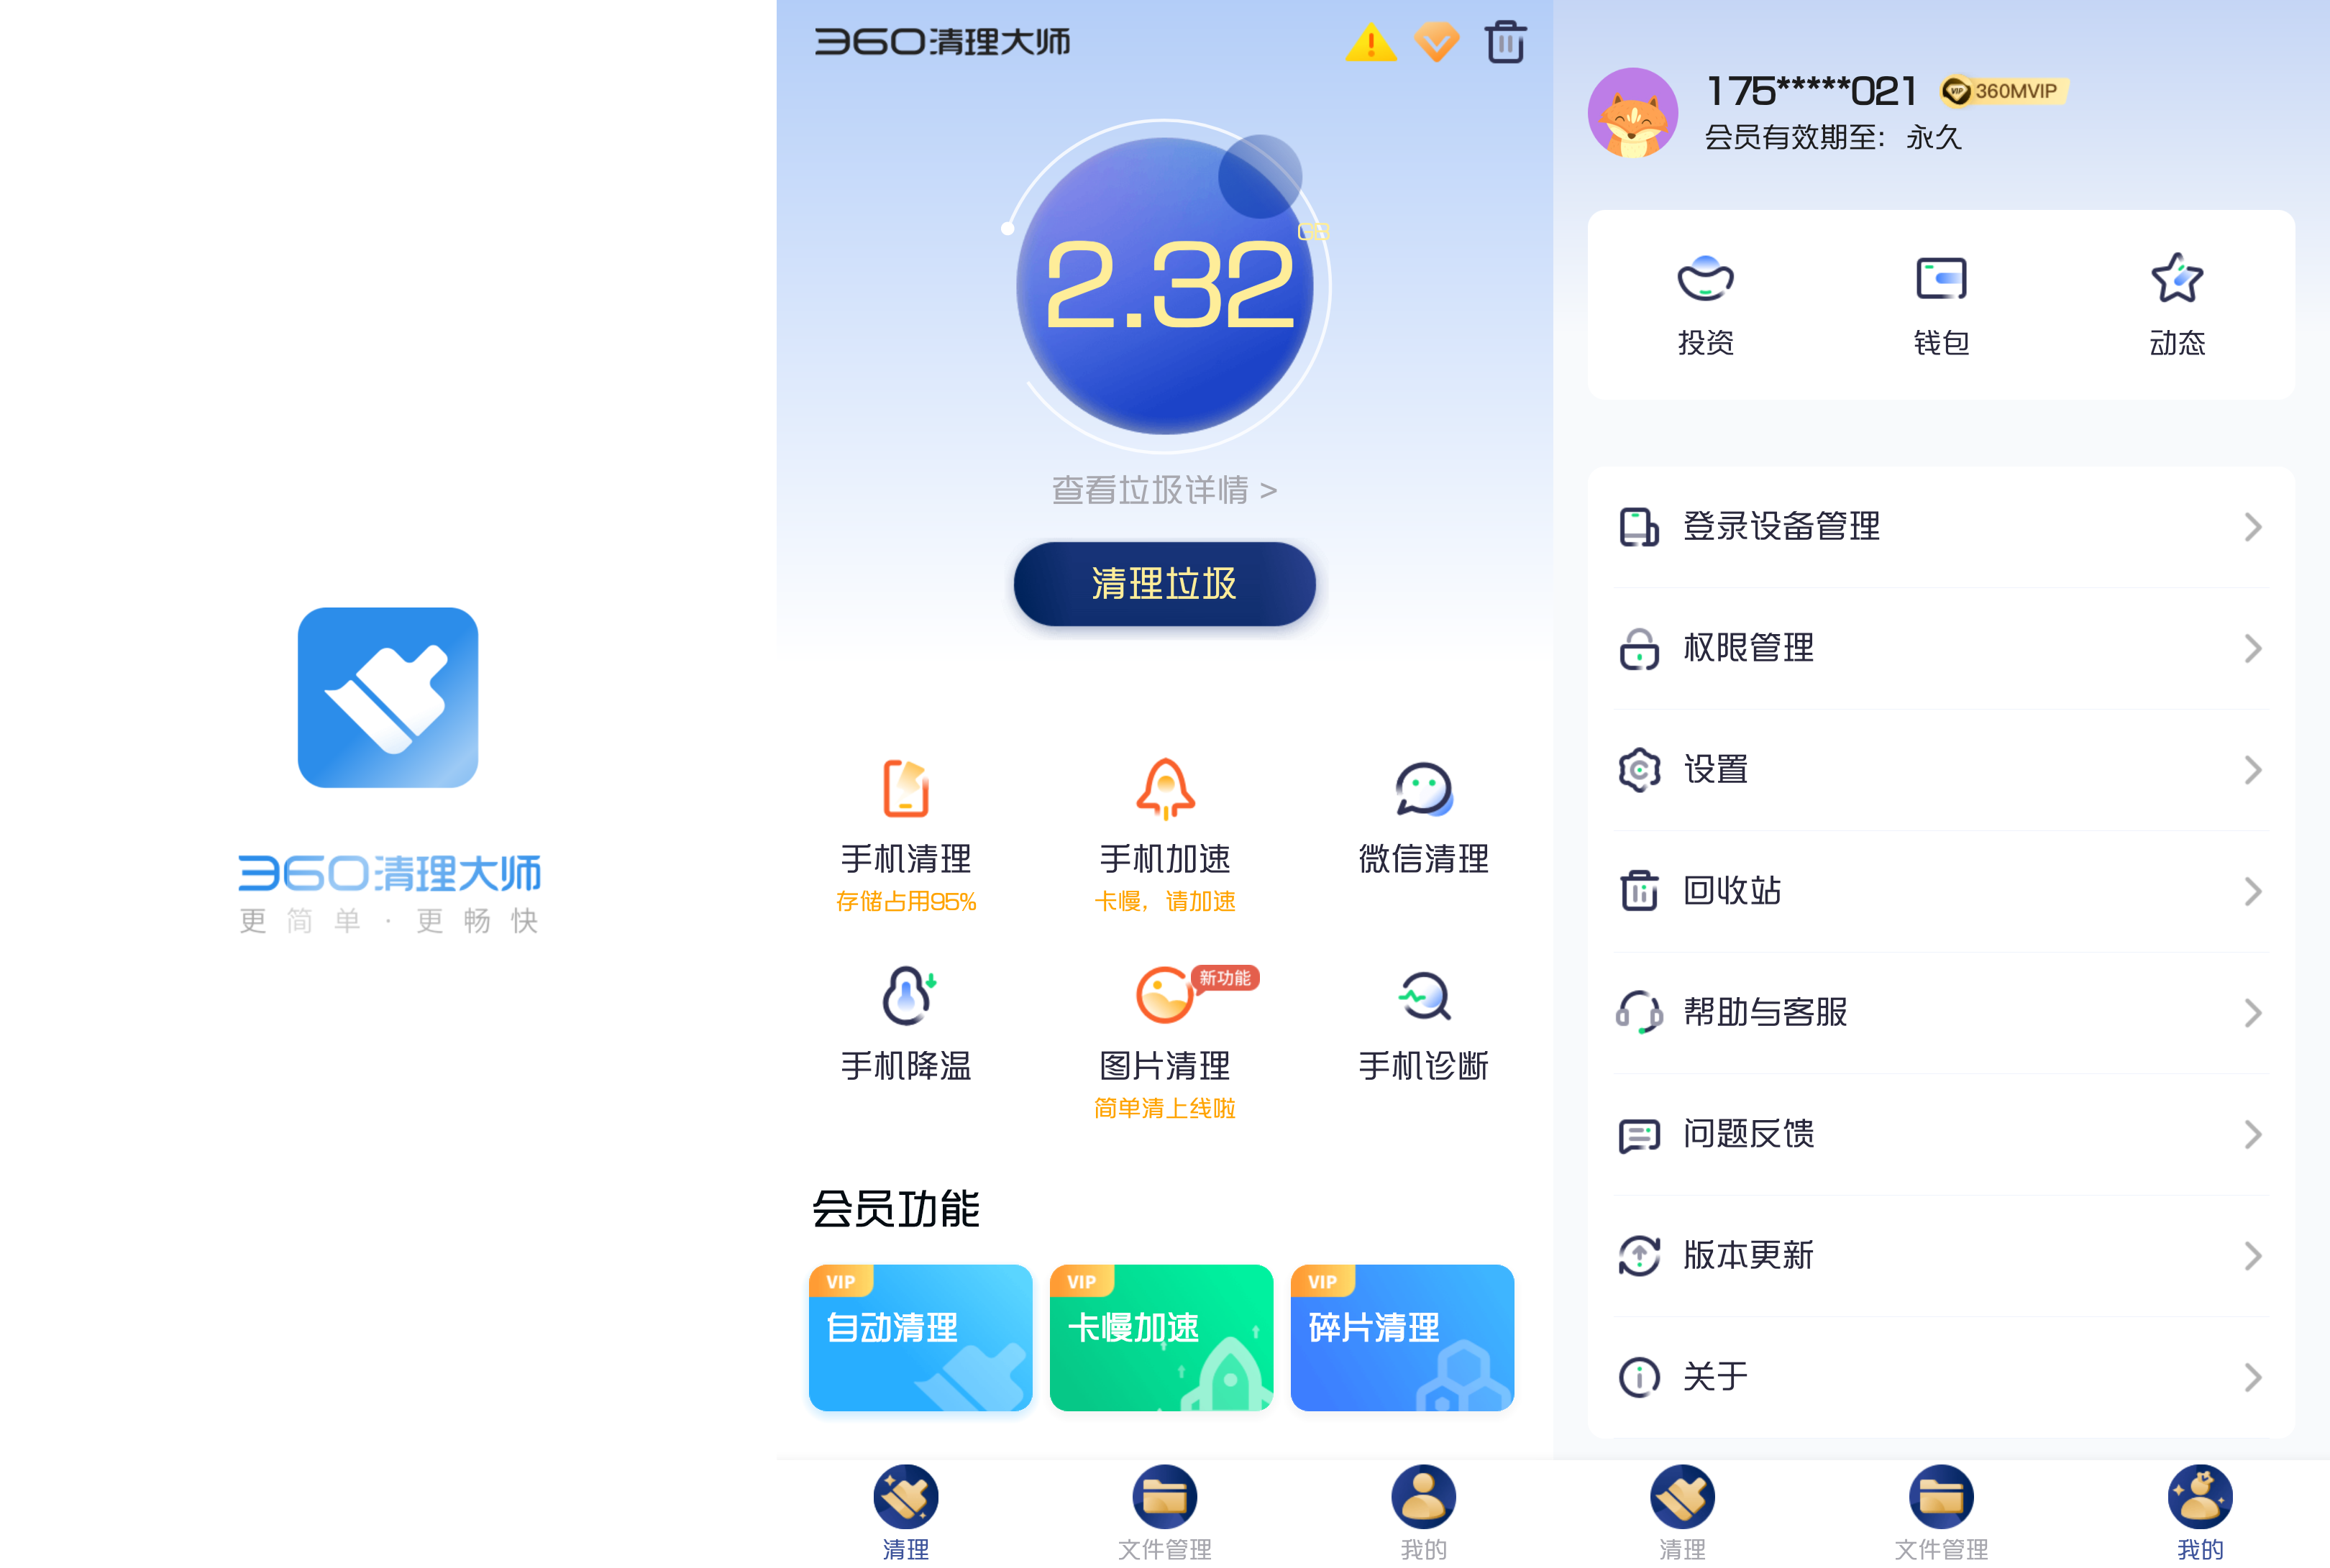 360清理大师
更简单·更畅快
360清理大师
2.32
GB
查看垃圾详情 >
清理垃圾
手机清理
存储占用95%
手机加速
卡慢，请加速
微信清理
手机降温
新功能
图片清理
简单清上线啦
手机诊断
会员功能
VIP
自动清理
VIP
卡慢加速
VIP
碎片清理
清理
文件管理
我的
175*****021
VIP
360MVIP
会员有效期至：永久
投资
钱包
动态
登录设备管理
权限管理
设置
回收站
帮助与客服
问题反馈
版本更新
关于
清理
文件管理
我的